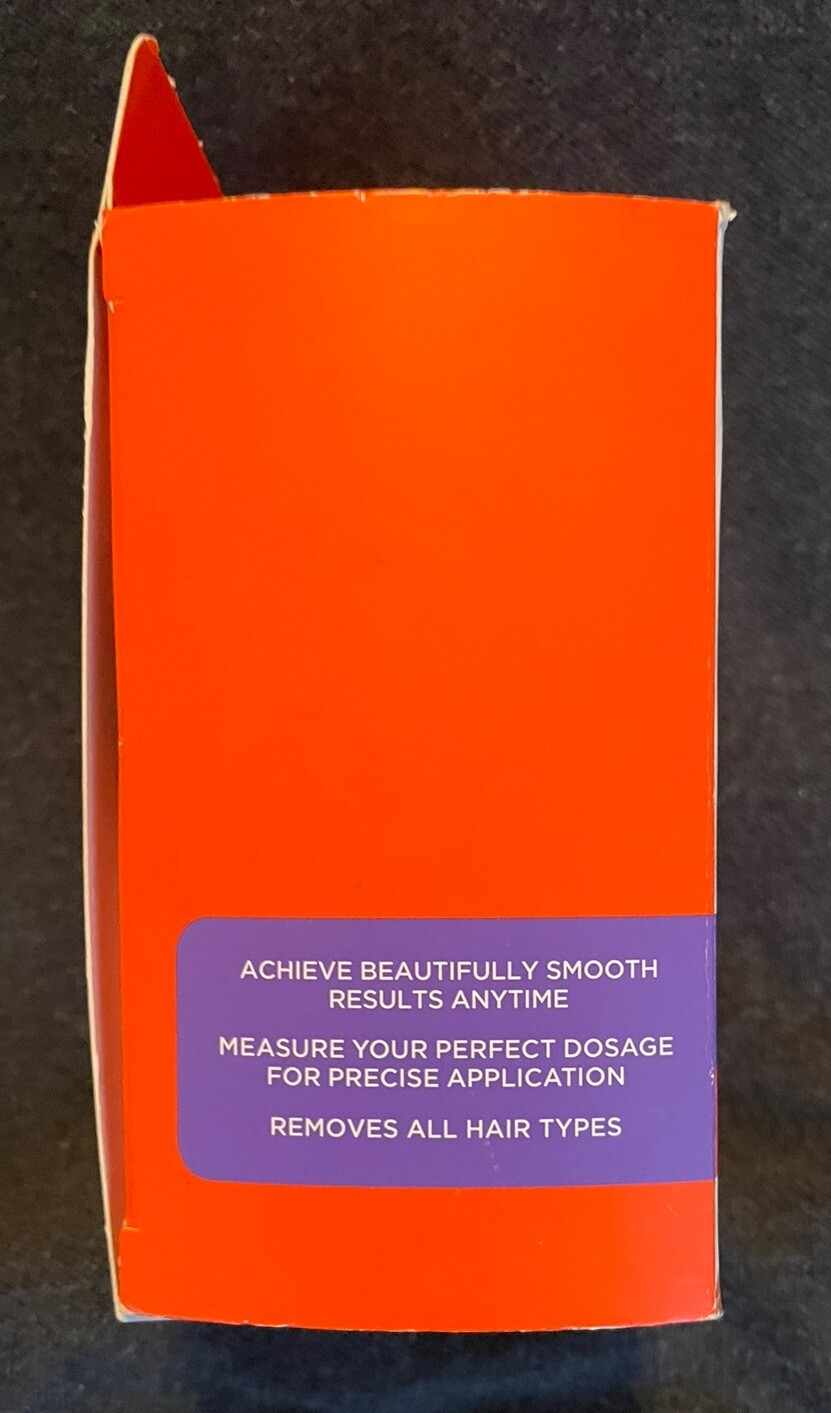 ACHIEVE BEAUTIFULLY SMOOTH
RESULTS ANYTIME
MEASURE YOUR PERFECT DOSAGE
FOR PRECISE APPLICATION
REMOVES ALL HAIR TYPES